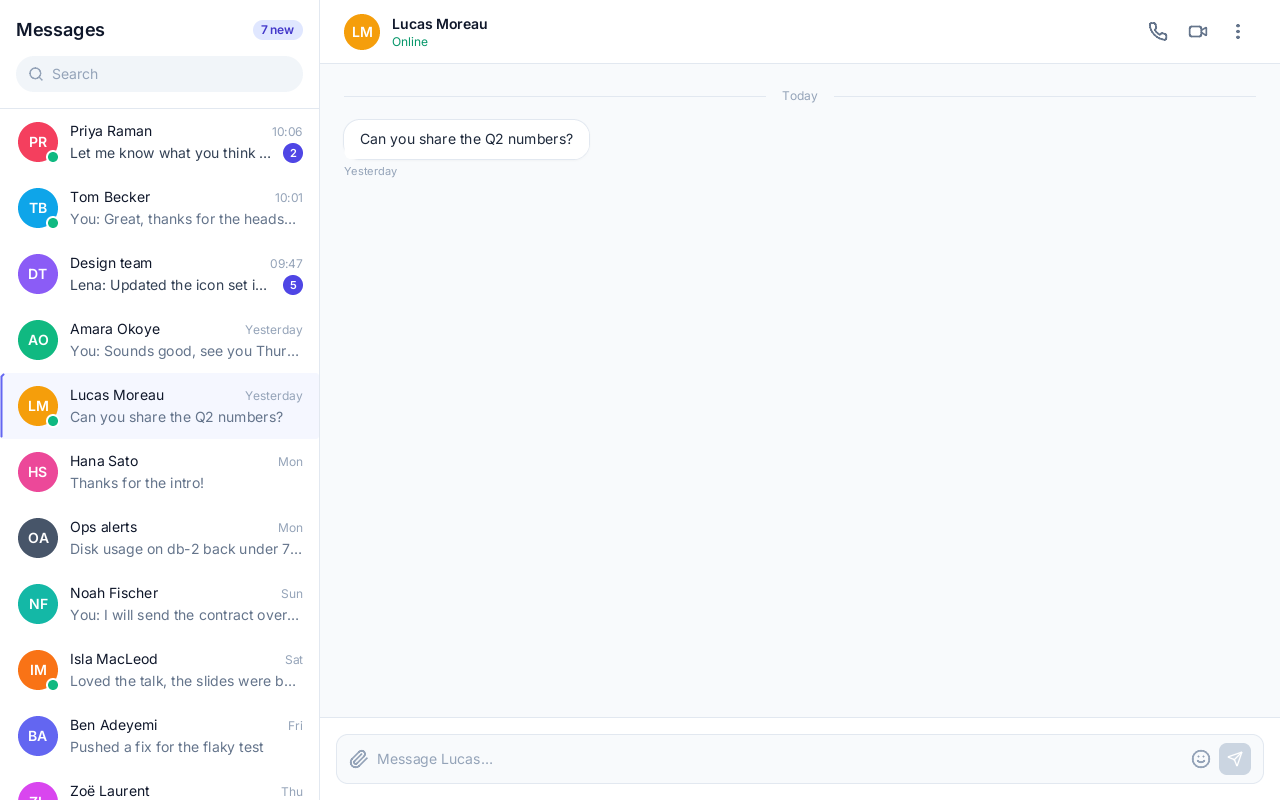 Messages
7 new
Search
PR
Priya Raman
10:06
Let me know what you think ...
2
TB
Tom Becker
10:01
You: Great, thanks for the heads...
DT
Design team
09:47
Lena: Updated the icon set i...
5
AO
Amara Okoye
Yesterday
You: Sounds good, see you Thur...
LM
Lucas Moreau
Yesterday
Can you share the Q2 numbers?
HS
Hana Sato
Mon
Thanks for the intro!
OA
Ops alerts
Mon
Disk usage on db-2 back under 7...
NF
Noah Fischer
Sun
You: I will send the contract over...
IM
Isla MacLeod
Sat
Loved the talk, the slides were b...
BA
Ben Adeyemi
Fri
Pushed a fix for the flaky test
ZL
Zoë Laurent
Thu
LM
Lucas Moreau
Online
Today
Can you share the Q2 numbers?
Yesterday
Message Lucas...